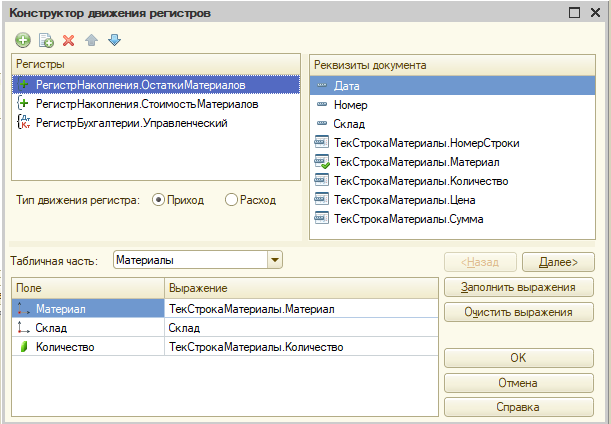 Конструктор движения регистров
Регистры
РегистрНакопления.ОстаткиМатериалов
РегистрНакопления.СтоимостьМатериалов
Дт
Кт
РегистрБухгалтерии.Управленческий
Реквизиты документа
Дата
Номер
Склад
ТекСтрокаМатериалы.НомерСтроки
ТекСтрокаМатериалы.Материал
ТекСтрокаМатериалы.Количество
ТекСтрокаМатериалы.Цена
ТекСтрокаМатериалы.Сумма
Тип движения регистра: Приход Расход
Табличная часть: Материалы
<Назад Далее>
Поле Выражение
Материал ТекСтрокаМатериалы.Материал
Склад Склад
Количество ТекСтрокаМатериалы.Количество
Заполнить выражения
Очистить выражения
OK
Отмена
Справка